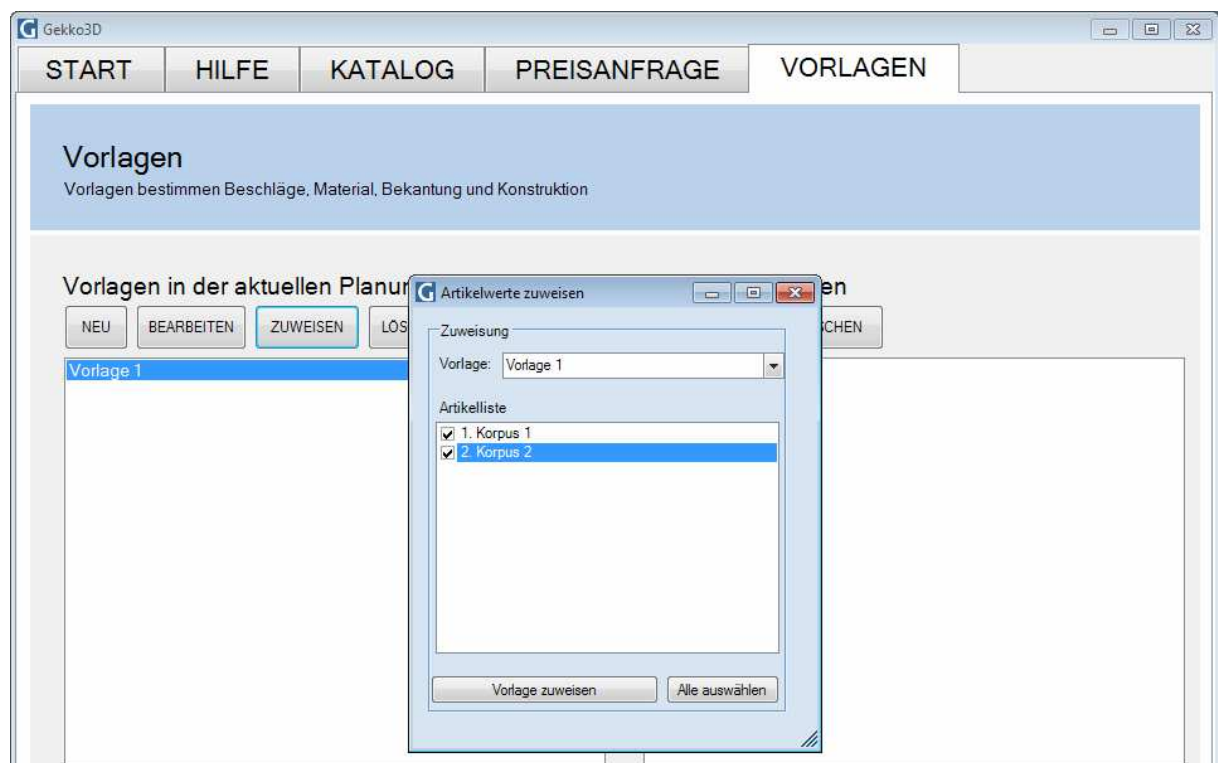 Gekko3D
START HILFE KATALOG PREISANFRAGE VORLAGEN
Vorlagen
Vorlagen bestimmen Beschläge, Material, Bekantung und Konstruktion
Vorlagen in der aktuellen Planun
en
NEU BEARBEITEN ZUWEISEN LÖS
CHEN
Vorlage 1
Artikelwerte zuweisen
Zuweisung
Vorlage: Vorlage 1
Artikelliste
1. Korpus 1
2. Korpus 2
Vorlage zuweisen Alle auswählen